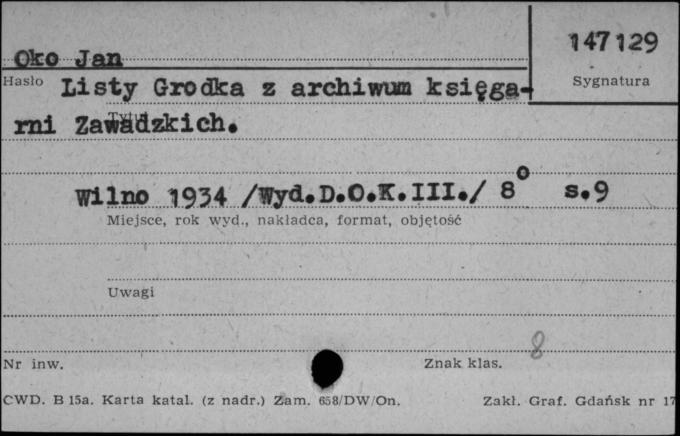 147129
Oko Jan
Hasło
Sygnatura
Listy Grodka z archiwum księga-
Tytuł
rni Zawadzkich.
Wilno 1934 /Wyd.D.O.K.III./ 8° s.9
Miejsce, rok wyd., nakładca, format, objętość
Uwagi
8
Nr inw.
Znak klas.
CWD. B 15a. Karta katal. (z nadr.) Zam. 658/DW/On.
Zakł. Graf. Gdańsk nr 17